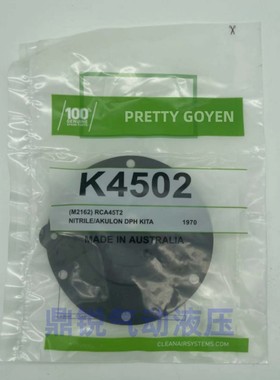 100
PRETTY GOYEN
K4502
(M2162) RCA45T2
NITRILE/AKULON DPH KITA 1970
MADE IN AUSTRALIA
鼎锐气动液压
CLEANAIRSYSTEMS.COM